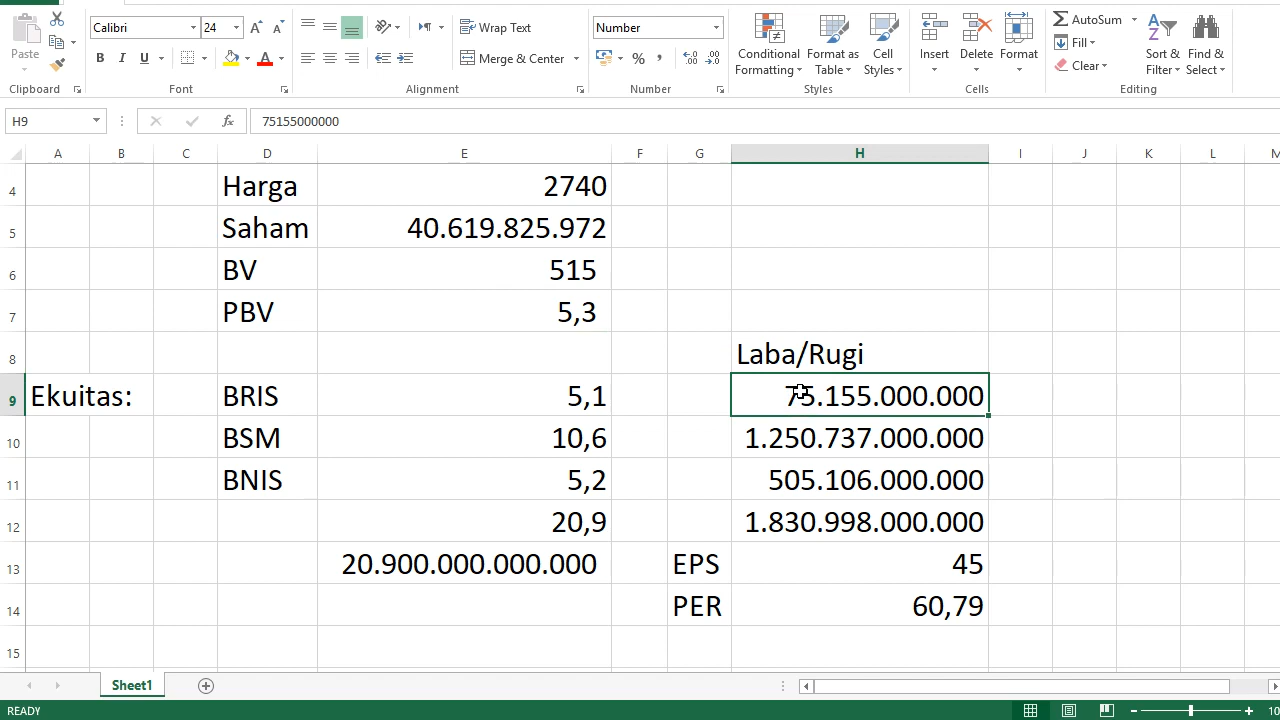 Calibri 24 Wrap Text Number AutoSum
Paste B I U Merge & Center % , Conditional Formatting Format as Table Cell Styles Insert Delete Format Fill Clear Sort & Filter Find & Select
Clipboard Font Alignment Number Styles Cells Editing
H9 fx 75155000000
A B C D E F G H I J K L M
4 Harga 2740
5 Saham 40.619.825.972
6 BV 515
7 PBV 5,3
8 Laba/Rugi
9 Ekuitas: BRIS 5,1 75.155.000.000
10 BSM 10,6 1.250.737.000.000
11 BNIS 5,2 505.106.000.000
12 20,9 1.830.998.000.000
13 20.900.000.000.000 EPS 45
14 PER 60,79
15
Sheet1
READY 10